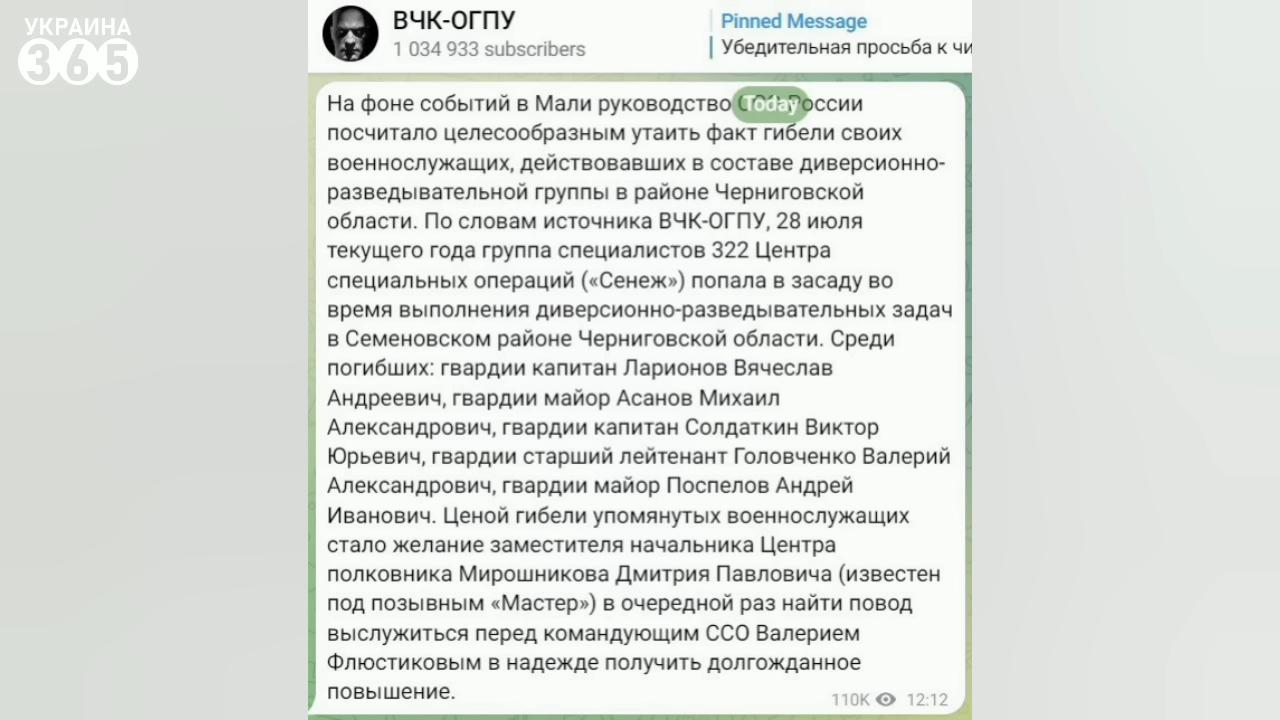 УКРАИНА
365
ВЧК-ОГПУ
1 034 933 subscribers
Pinned Message
Убедительная просьба к чи
Today
На фоне событий в Мали руководство России
посчитало целесообразным утаить факт гибели своих
военнослужащих, действовавших в составе диверсионно-
разведывательной группы в районе Черниговской
области. По словам источника ВЧК-ОГПУ, 28 июля
текущего года группа специалистов 322 Центра
специальных операций («Сенеж») попала в засаду во
время выполнения диверсионно-разведывательных задач
в Семеновском районе Черниговской области. Среди
погибших: гвардии капитан Ларионов Вячеслав
Андреевич, гвардии майор Асанов Михаил
Александрович, гвардии капитан Солдаткин Виктор
Юрьевич, гвардии старший лейтенант Головченко Валерий
Александрович, гвардии майор Поспелов Андрей
Иванович. Ценой гибели упомянутых военнослужащих
стало желание заместителя начальника Центра
полковника Мирошникова Дмитрия Павловича (известен
под позывным «Мастер») в очередной раз найти повод
выслужиться перед командующим ССО Валерием
Флюстиковым в надежде получить долгожданное
повышение.
110K 12:12